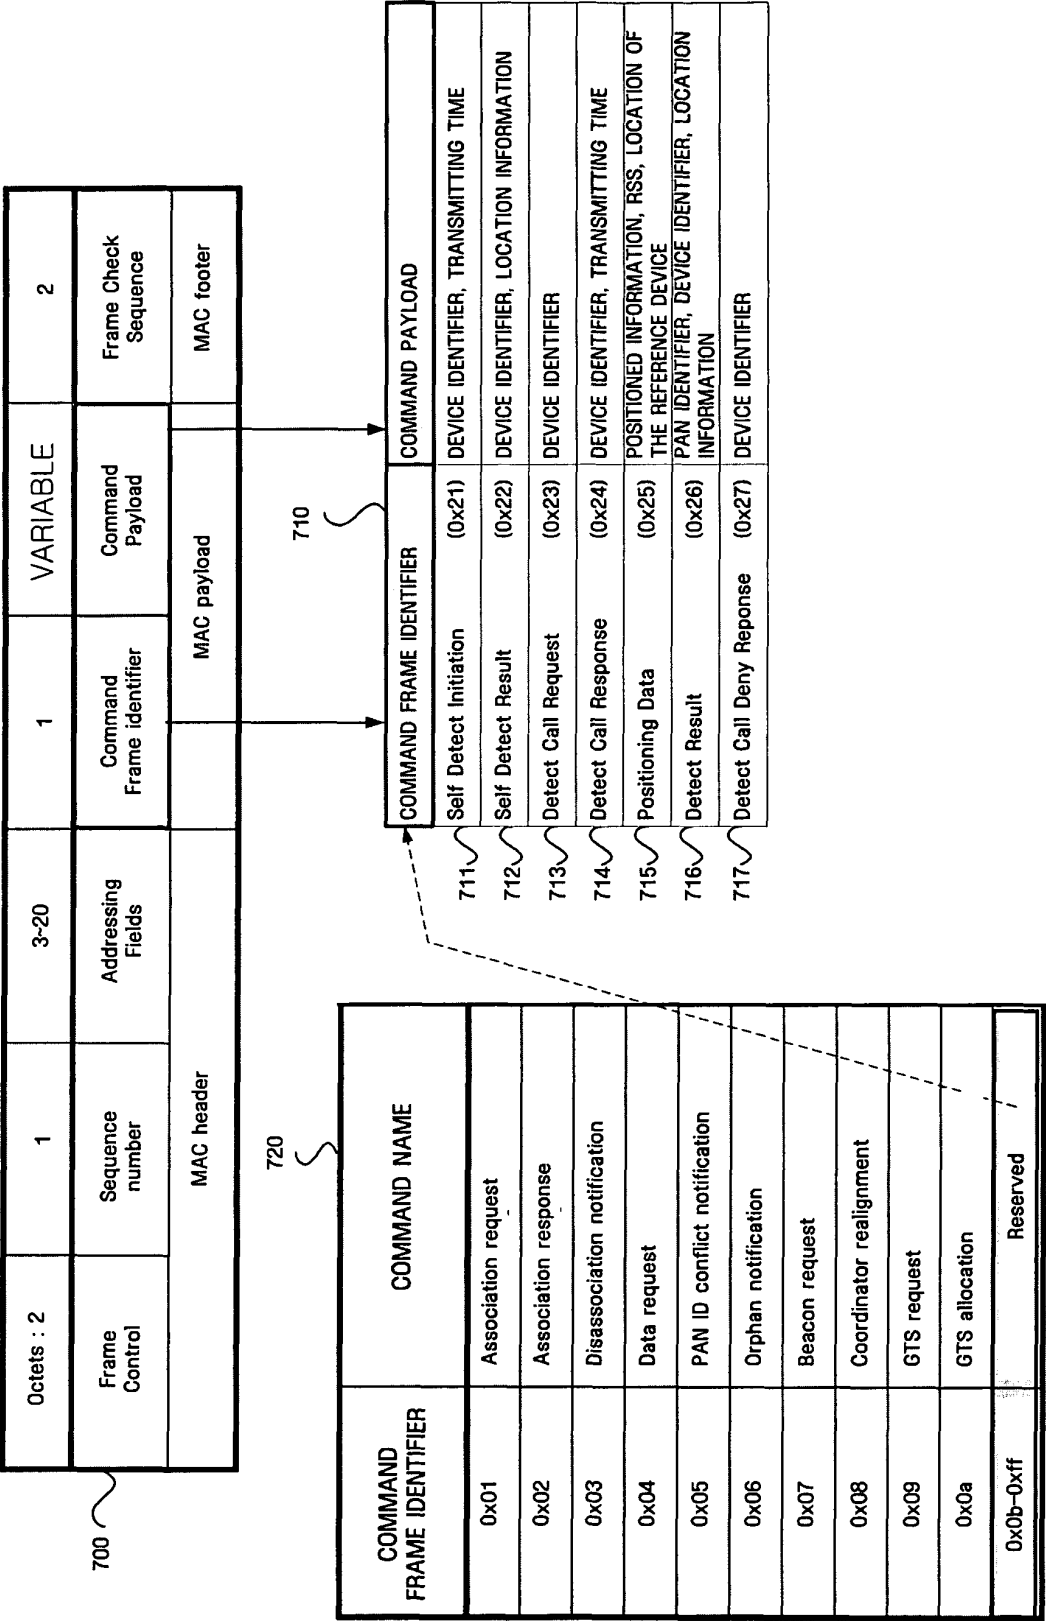 700
Octets : 2
1
3~20
1
VARIABLE
2
Frame
Control
Sequence
number
Addressing
Fields
Command
Frame identifier
Command
Payload
Frame Check
Sequence
MAC header
MAC payload
MAC footer
720
COMMAND
FRAME IDENTIFIER
COMMAND NAME
0x01
Association request
0x02
Association response
0x03
Disassociation notification
0x04
Data request
0x05
PAN ID conflict notification
0x06
Orphan notification
0x07
Beacon request
0x08
Coordinator realignment
0x09
GTS request
0x0a
GTS allocation
0x0b-0xff
Reserved
710
COMMAND FRAME IDENTIFIER
COMMAND PAYLOAD
711
Self Detect Initiation
(0x21)
DEVICE IDENTIFIER, TRANSMITTING TIME
712
Self Detect Result
(0x22)
DEVICE IDENTIFIER, LOCATION INFORMATION
713
Detect Call Request
(0x23)
DEVICE IDENTIFIER
714
Detect Call Response
(0x24)
DEVICE IDENTIFIER, TRANSMITTING TIME
715
Positioning Data
(0x25)
POSITIONED INFORMATION, RSS, LOCATION OF
THE REFERENCE DEVICE
716
Detect Result
(0x26)
PAN IDENTIFIER, DEVICE IDENTIFIER, LOCATION
INFORMATION
717
Detect Call Deny Reponse
(0x27)
DEVICE IDENTIFIER